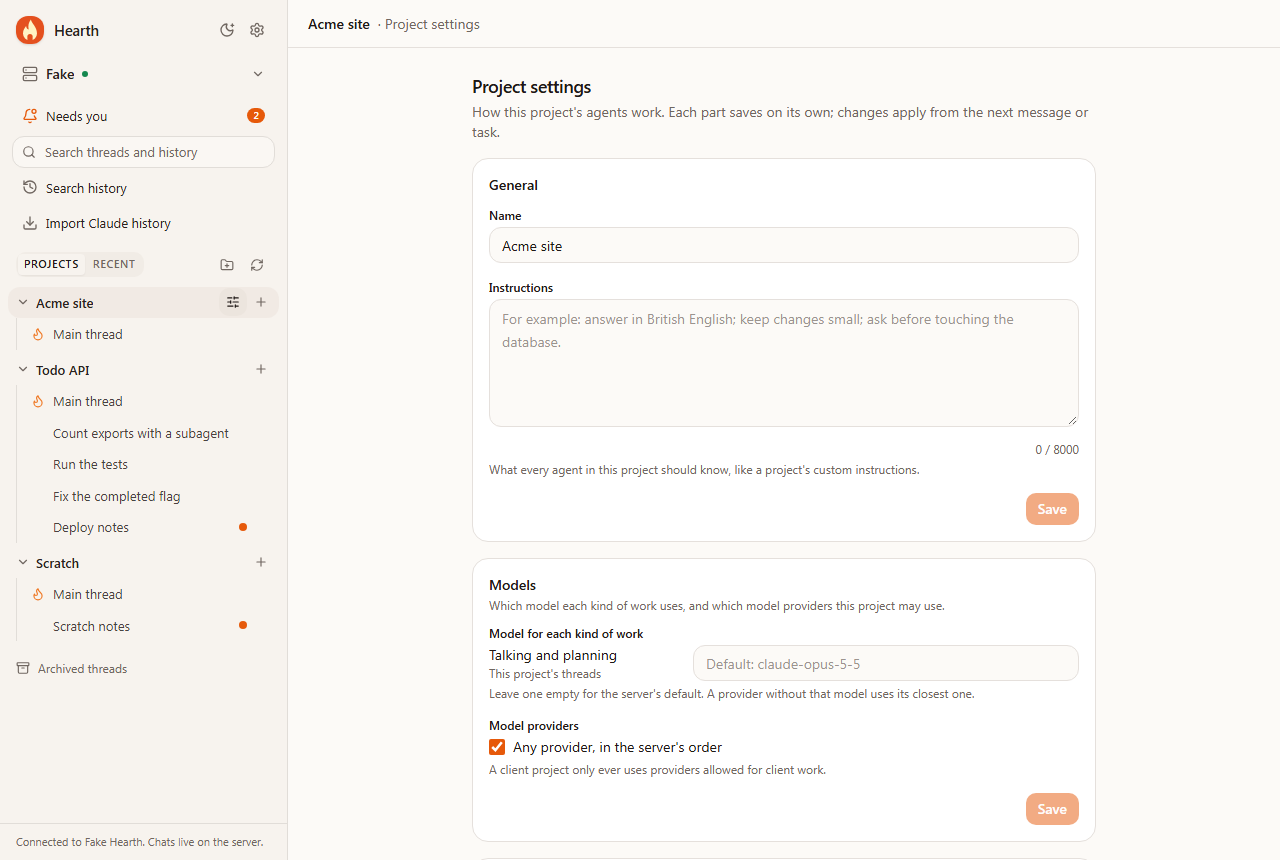 Hearth
Fake
Needs you
2
Search threads and history
Search history
Import Claude history
PROJECTS RECENT
Acme site
Main thread
Todo API
Main thread
Count exports with a subagent
Run the tests
Fix the completed flag
Deploy notes
Scratch
Main thread
Scratch notes
Archived threads
Connected to Fake Hearth. Chats live on the server.
Acme site · Project settings
Project settings
How this project's agents work. Each part saves on its own; changes apply from the next message or
task.
General
Name
Acme site
Instructions
For example: answer in British English; keep changes small; ask before touching the
database.
0 / 8000
What every agent in this project should know, like a project's custom instructions.
Save
Models
Which model each kind of work uses, and which model providers this project may use.
Model for each kind of work
Talking and planning
This project's threads
Default: claude-opus-5-5
Leave one empty for the server's default. A provider without that model uses its closest one.
Model providers
Any provider, in the server's order
A client project only ever uses providers allowed for client work.
Save